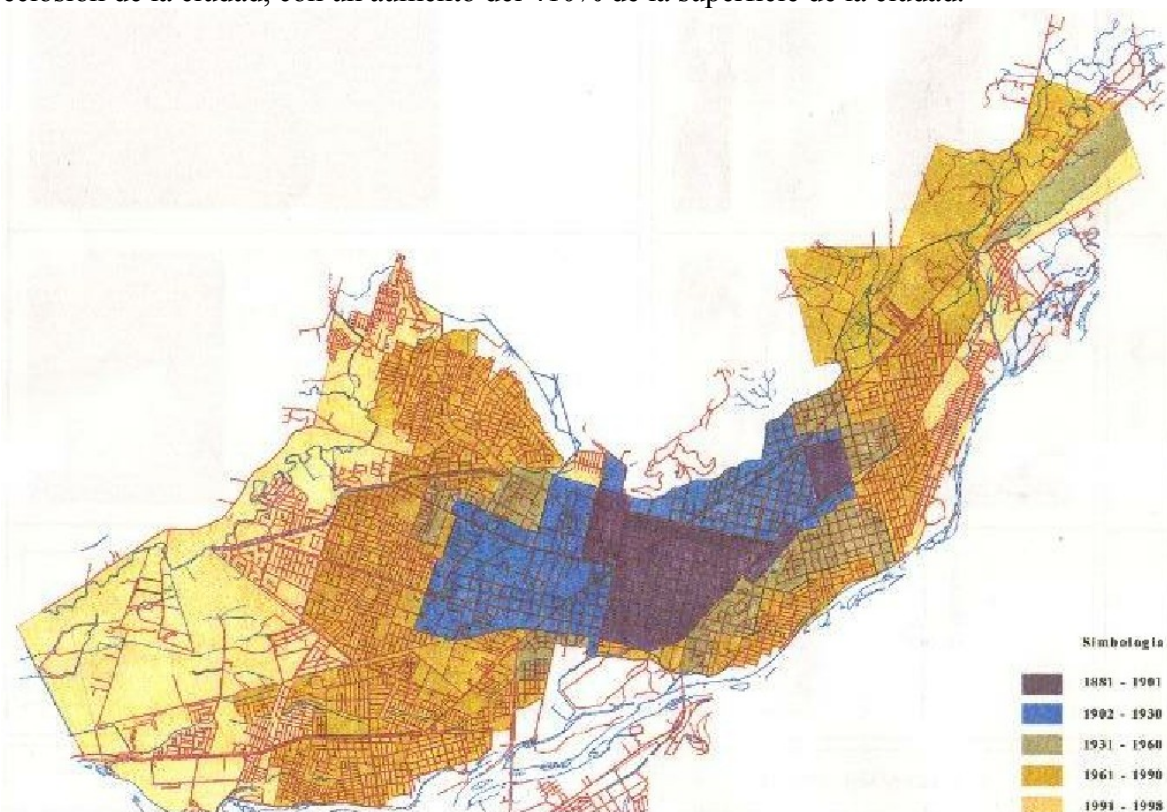 eclosión de la ciudad, con un aumento del 410% de la superficie de la ciudad.
Simbologia
1881 - 1901
1902 - 1930
1931 - 1960
1961 - 1990
1991 - 1998